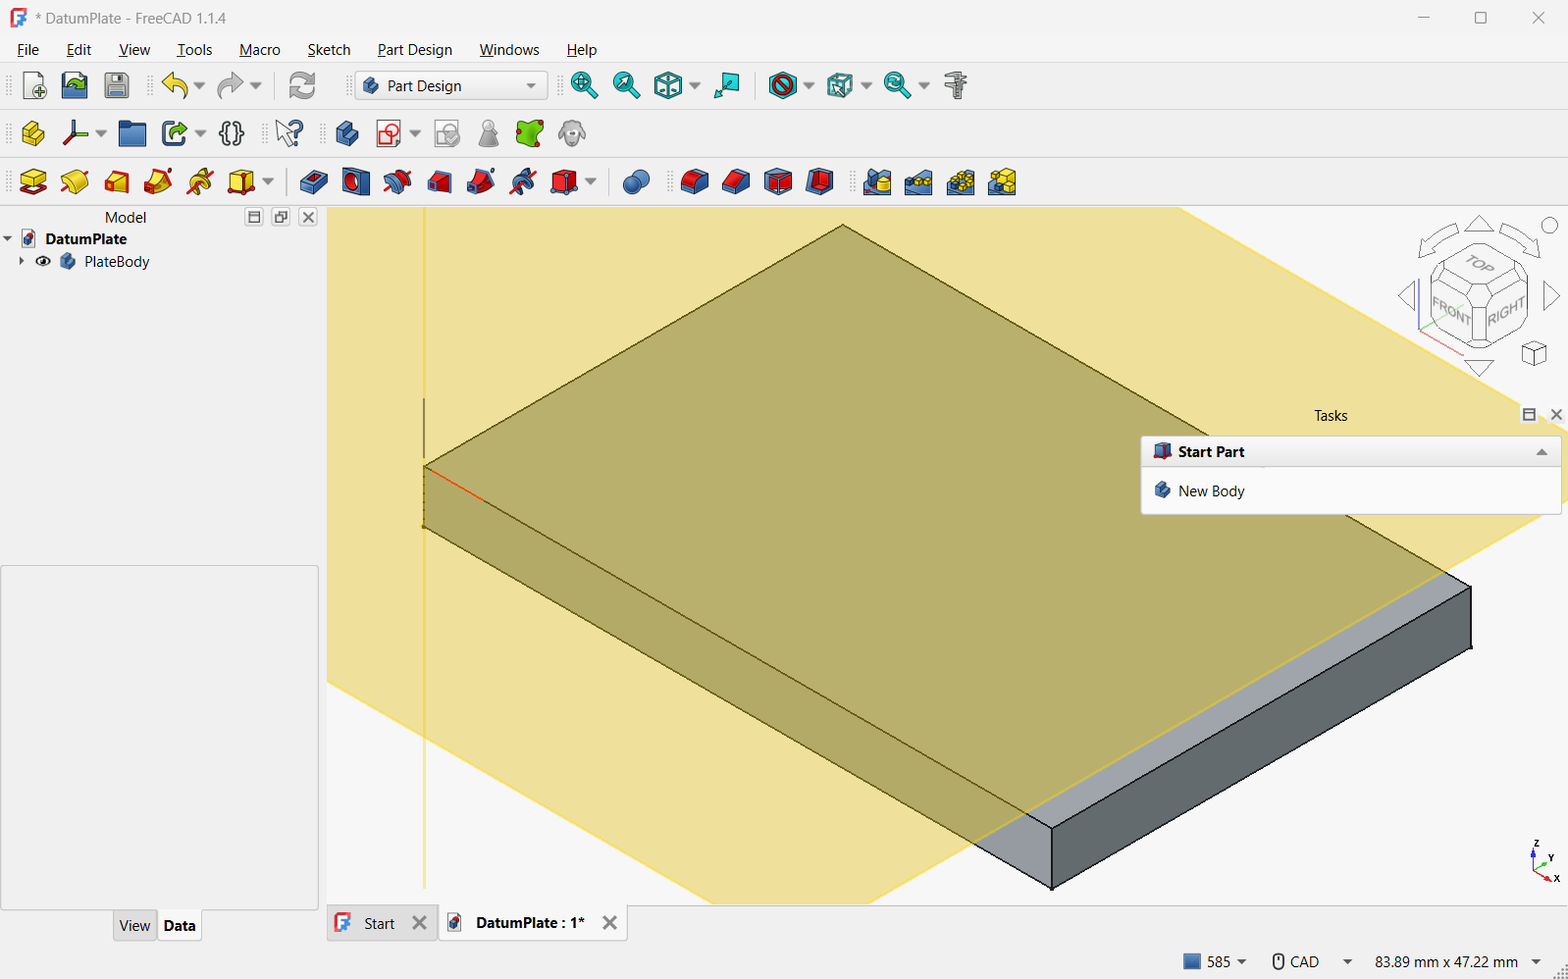 * DatumPlate - FreeCAD 1.1.4
File Edit View Tools Macro Sketch Part Design Windows Help
Part Design
Model
DatumPlate
PlateBody
TOP
FRONT
RIGHT
Tasks
Start Part
New Body
Z
Y
X
View Data
Start
DatumPlate : 1*
585
CAD
83.89 mm x 47.22 mm